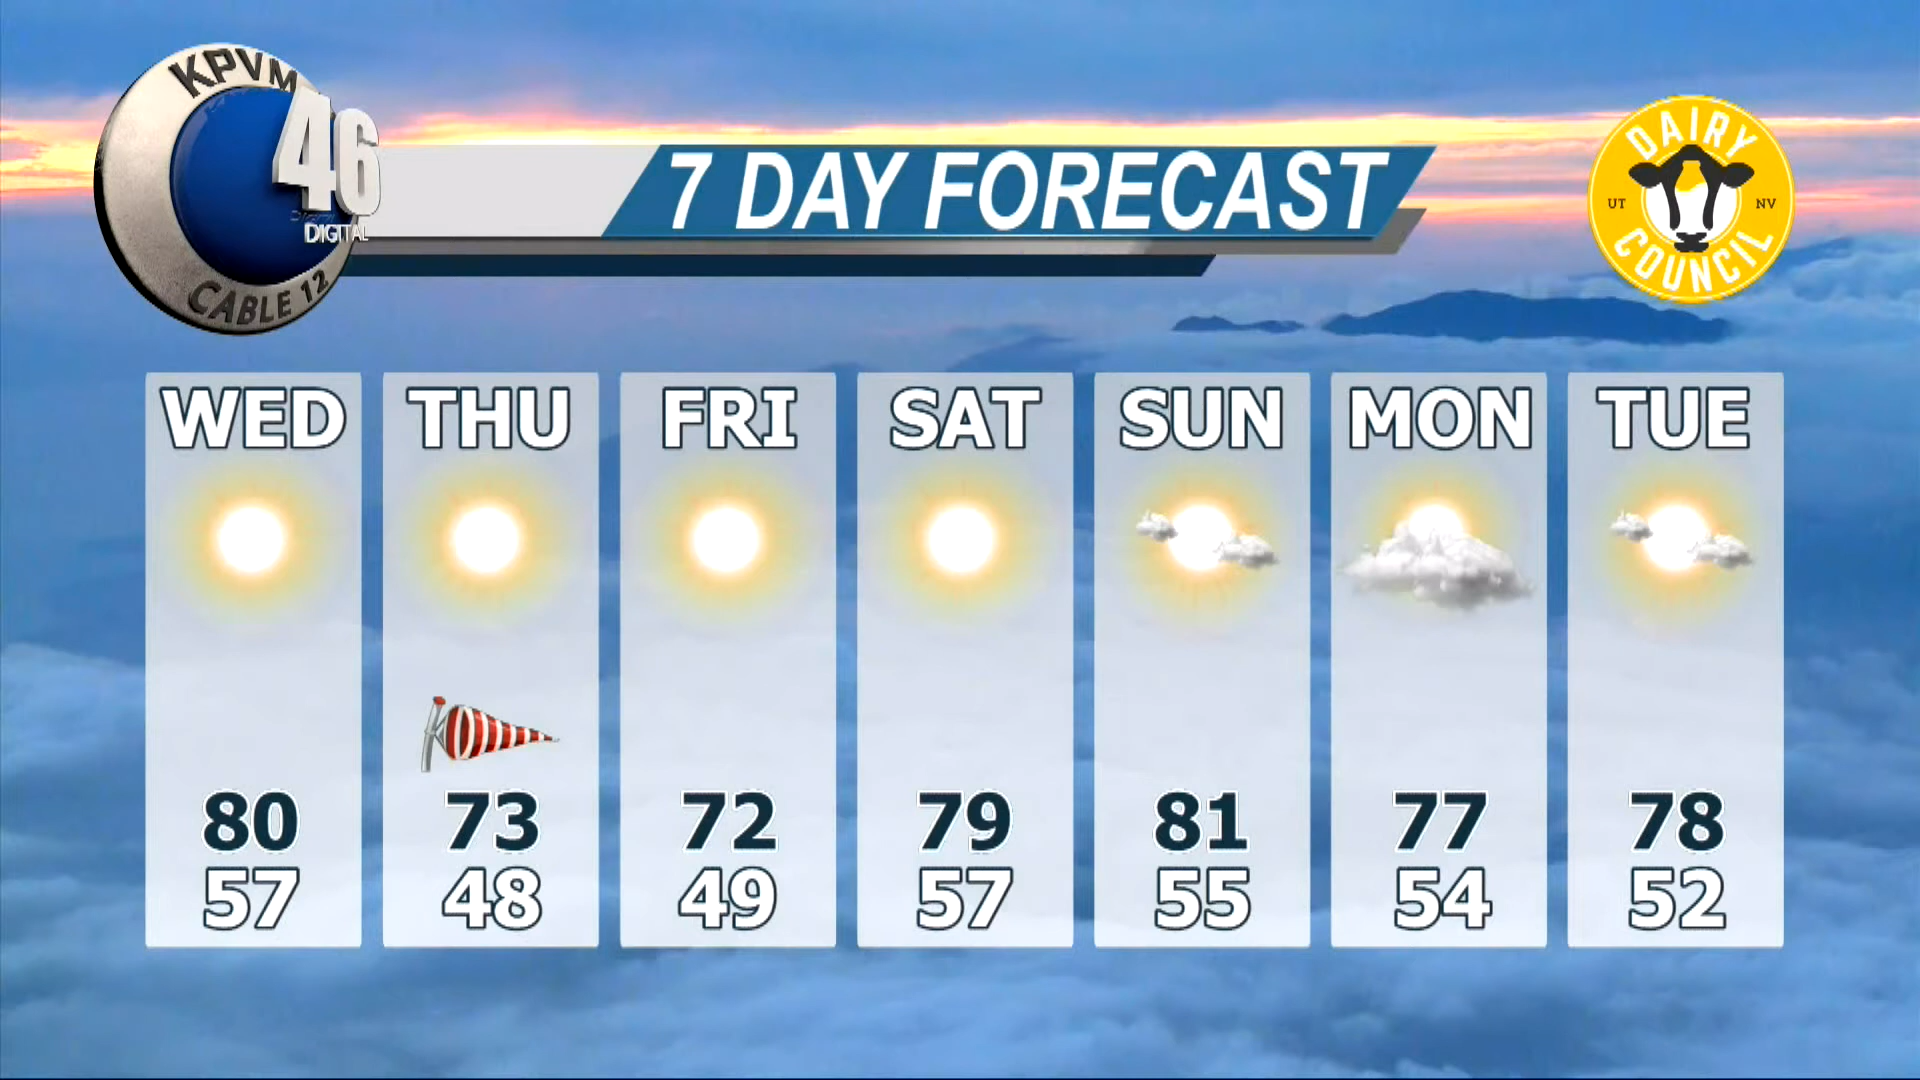 KPVM
46
DIGITAL
CABLE 12
7 DAY FORECAST
DAIRY
UT NV
COUNCIL
WED THU FRI SAT SUN MON TUE
80 73 72 79 81 77 78
57 48 49 57 55 54 52